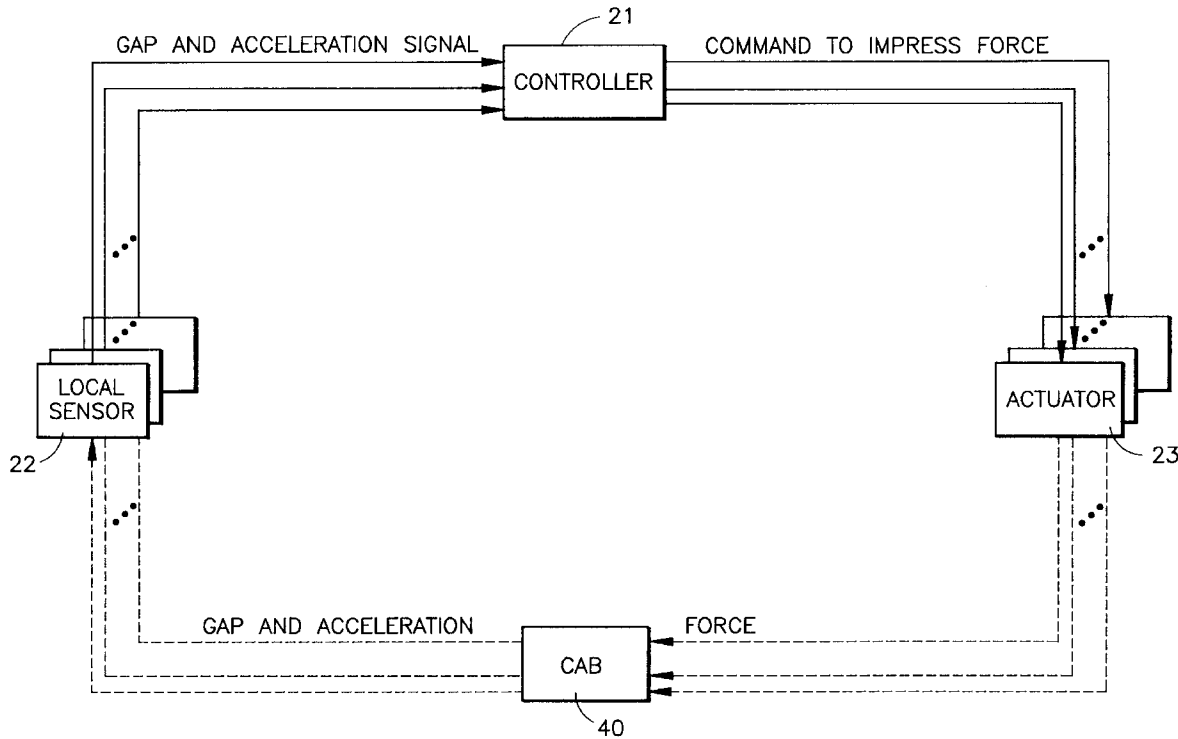 21
GAP AND ACCELERATION SIGNAL
CONTROLLER
COMMAND TO IMPRESS FORCE
LOCAL
SENSOR
22
ACTUATOR
23
GAP AND ACCELERATION
FORCE
CAB
40